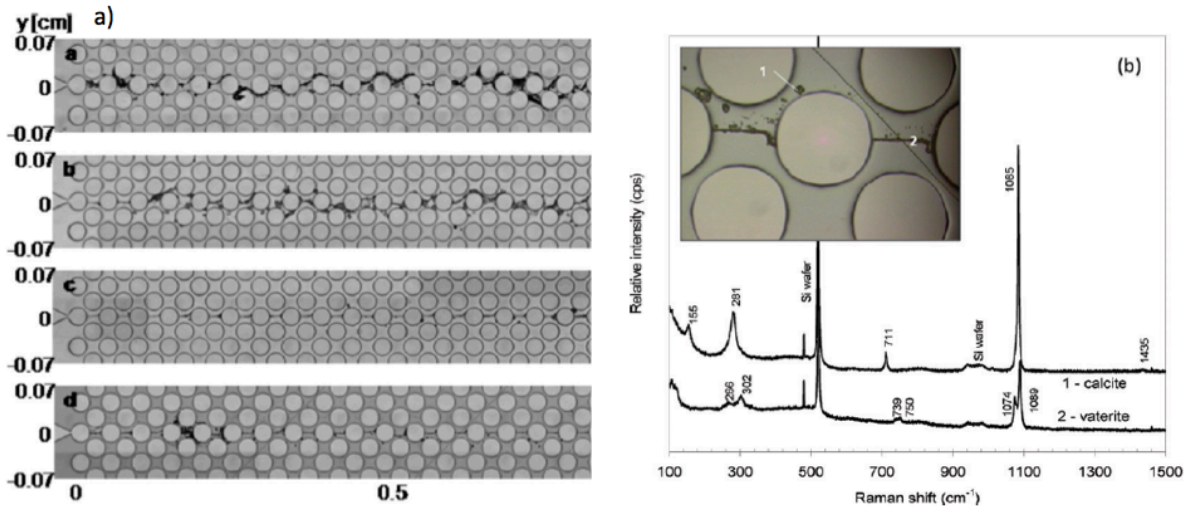 y [cm]
a)
0.07
a
0
-0.07
0.07
b
0
-0.07
0.07
c
0
-0.07
0.07
d
0
-0.07
0
0.5
(b)
1
2
Relative intensity (cps)
155
281
Si wafer
711
Si wafer
1085
1435
1 - calcite
266
302
739
750
1074
1089
2 - vaterite
100
300
500
700
900
1100
1300
1500
Raman shift (cm⁻¹)